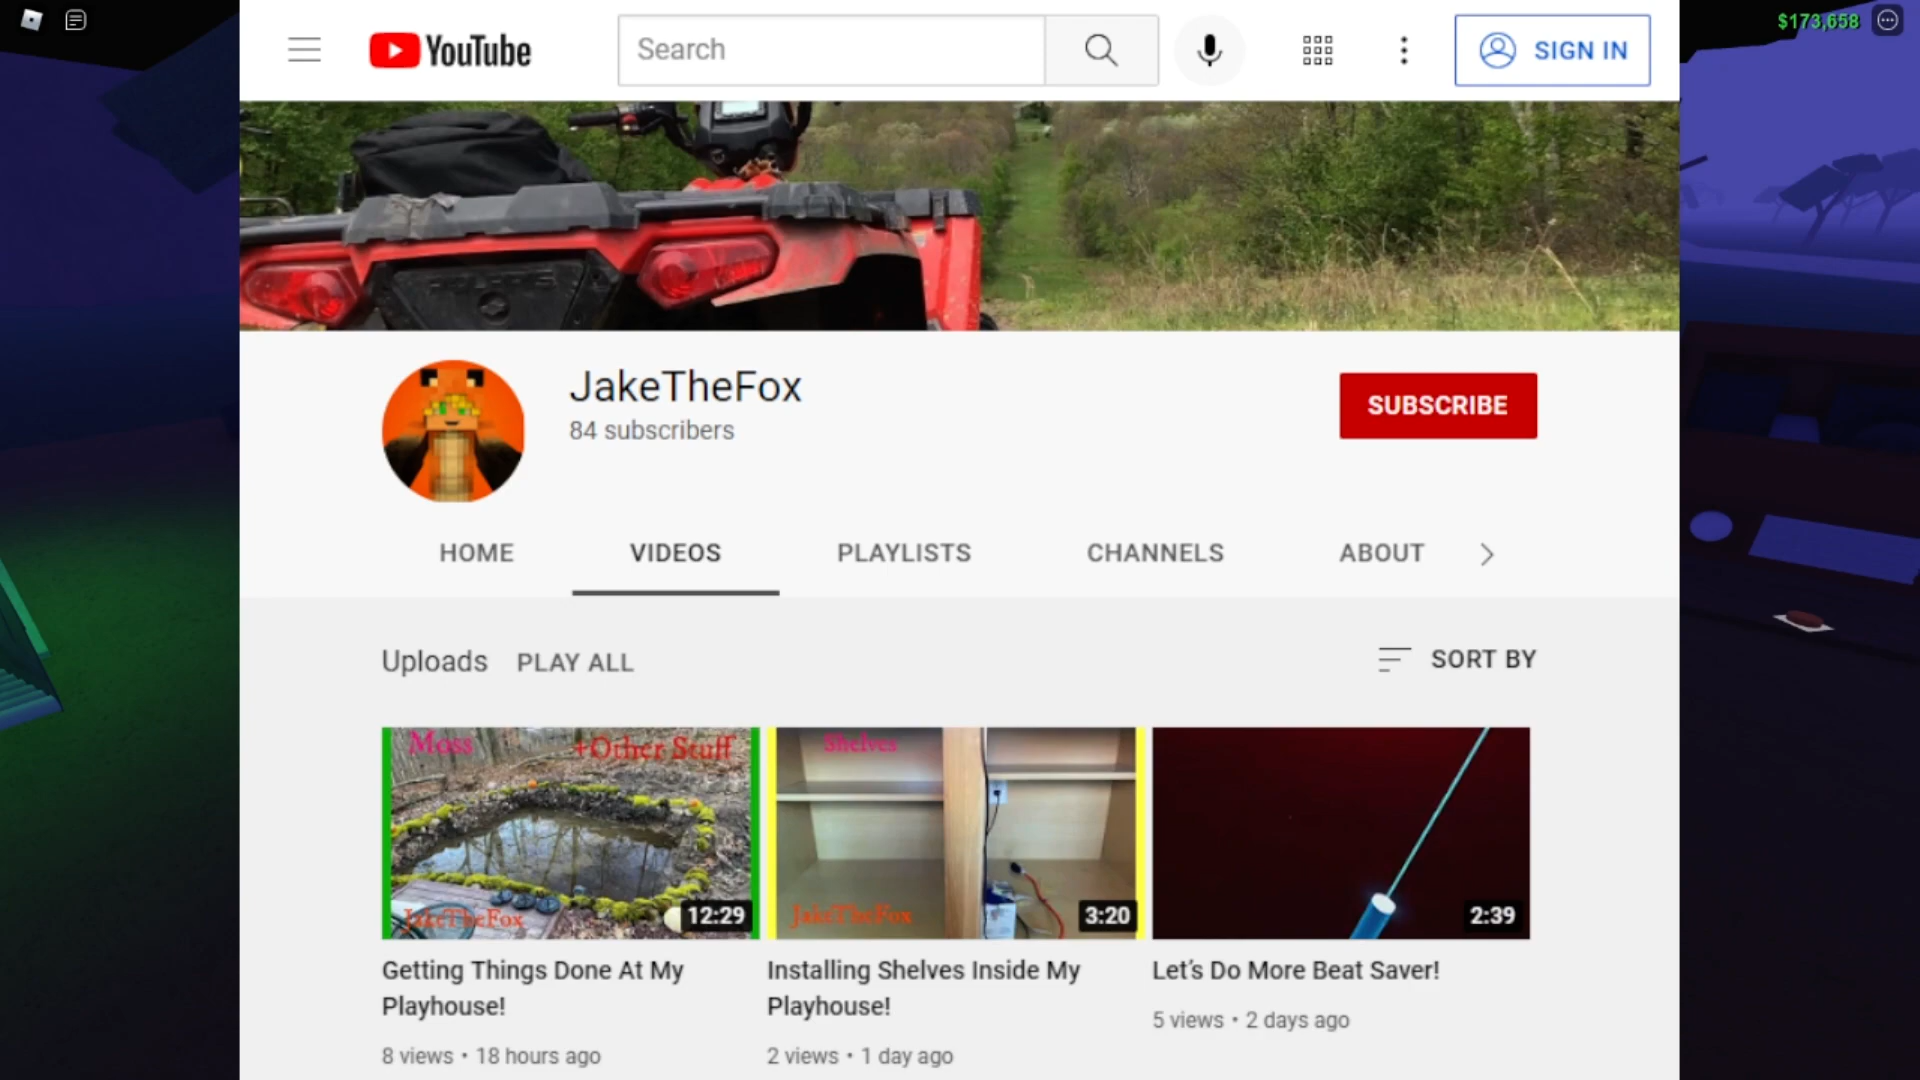 $173,658
YouTube
Search
SIGN IN
POLARIS
JakeTheFox
84 subscribers
SUBSCRIBE
HOME VIDEOS PLAYLISTS CHANNELS ABOUT
Uploads PLAY ALL SORT BY
Moss +Other Stuff
JakeTheFox
12:29
Shelves
JakeTheFox
3:20
2:39
Getting Things Done At My
Playhouse!
8 views • 18 hours ago
Installing Shelves Inside My
Playhouse!
2 views • 1 day ago
Let's Do More Beat Saver!
5 views • 2 days ago